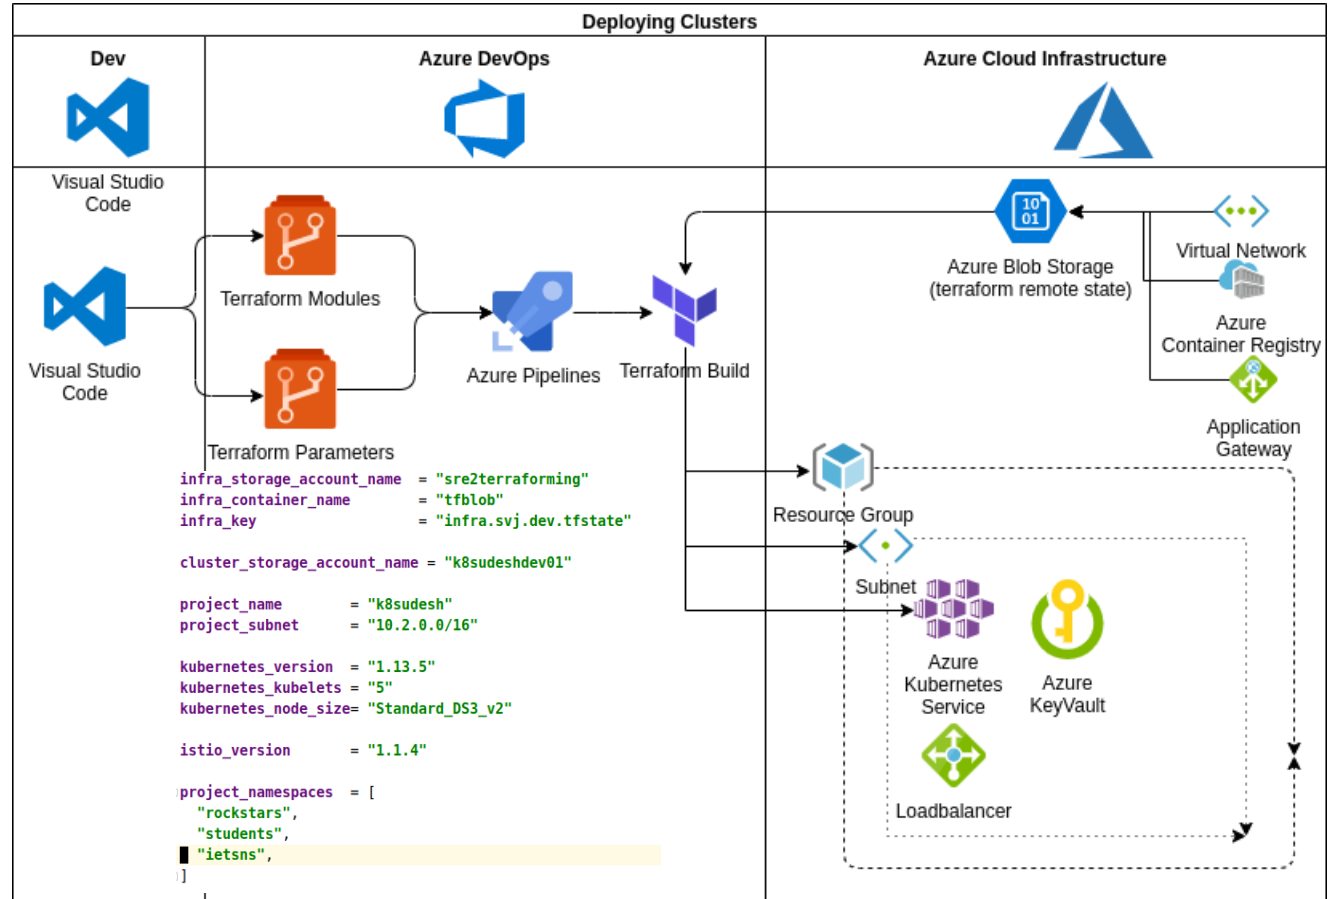 Deploying Clusters
Dev
Azure DevOps
Azure Cloud Infrastructure
Visual Studio
Code
Visual Studio
Code
Terraform Modules
Terraform Parameters
Azure Pipelines
Terraform Build
10
01
Azure Blob Storage
(terraform remote state)
Virtual Network
Azure
Container Registry
Application
Gateway
infra_storage_account_name = "sre2terraforming"
infra_container_name = "tfblob"
infra_key = "infra.svj.dev.tfstate"
cluster_storage_account_name = "k8sudeshdev01"
project_name = "k8sudesh"
project_subnet = "10.2.0.0/16"
kubernetes_version = "1.13.5"
kubernetes_kubelets = "5"
kubernetes_node_size= "Standard_DS3_v2"
istio_version = "1.1.4"
project_namespaces = [
"rockstars",
"students",
"ietsns",
]
Resource Group
Subnet
Azure
Kubernetes
Service
Azure
KeyVault
Loadbalancer